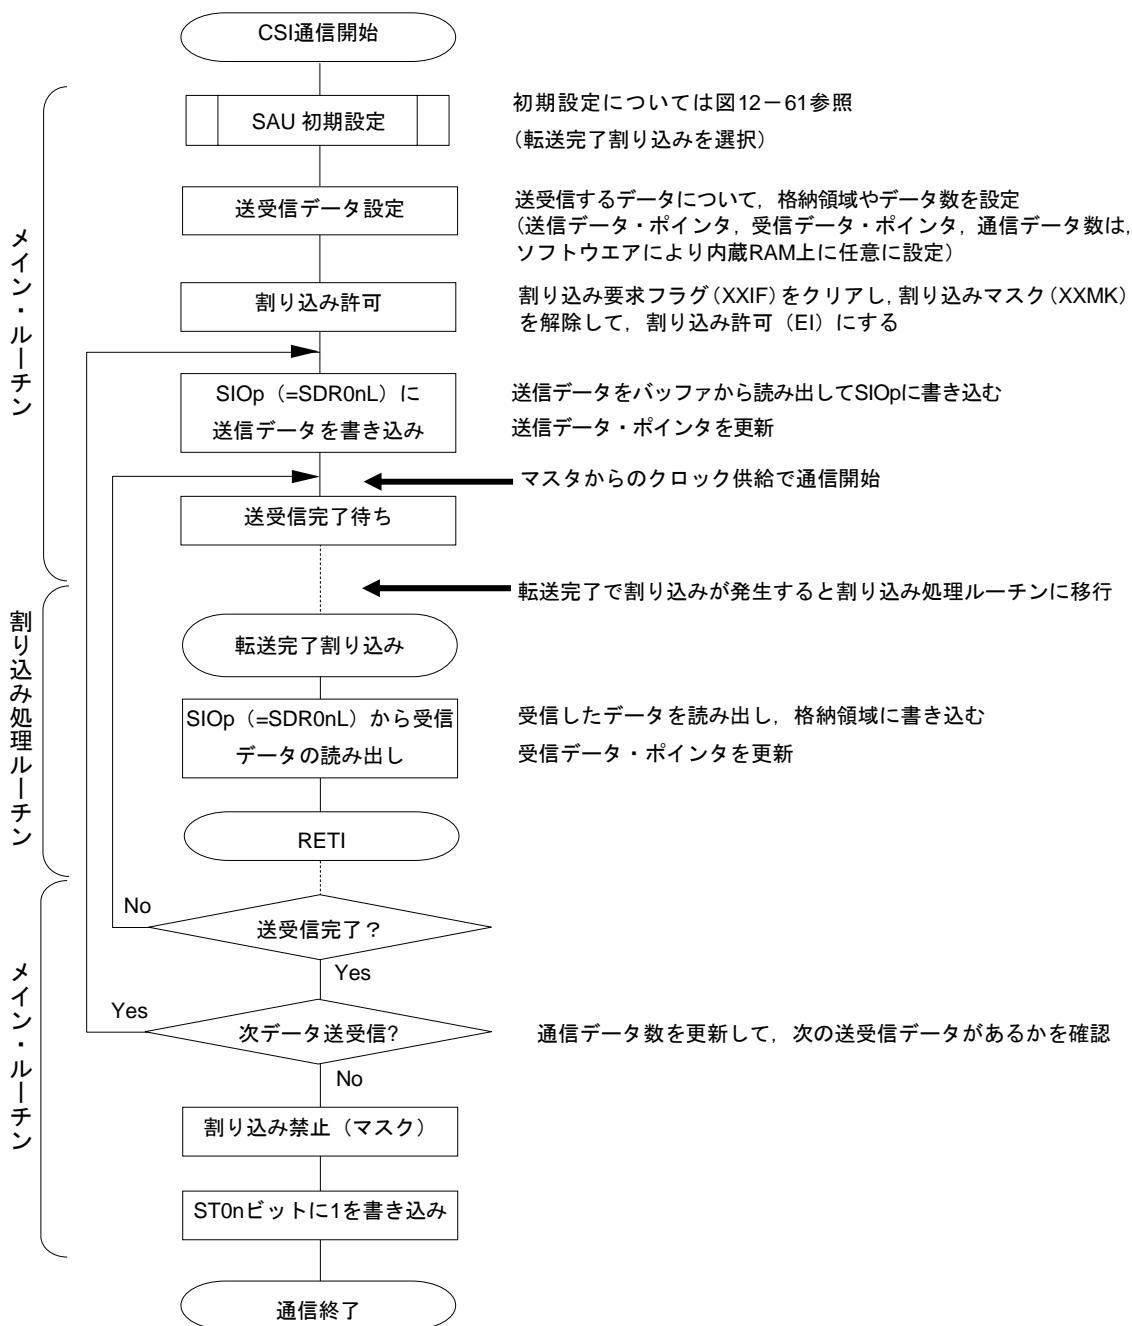 CSI通信開始
メイン・ルーチン
SAU 初期設定
初期設定については図12－61参照
(転送完了割り込みを選択)
送受信データ設定
送受信するデータについて，格納領域やデータ数を設定
(送信データ・ポインタ，受信データ・ポインタ，通信データ数は，
ソフトウエアにより内蔵RAM上に任意に設定)
割り込み許可
割り込み要求フラグ(XXIF)をクリアし，割り込みマスク(XXMK)
を解除して，割り込み許可（EI）にする
SIOp（=SDR0nL）に
送信データを書き込み
送信データをバッファから読み出してSIOpに書き込む
送信データ・ポインタを更新
マスタからのクロック供給で通信開始
送受信完了待ち
転送完了で割り込みが発生すると割り込み処理ルーチンに移行
割り込み処理ルーチン
転送完了割り込み
SIOp（=SDR0nL）から受信
データの読み出し
受信したデータを読み出し，格納領域に書き込む
受信データ・ポインタを更新
RETI
メイン・ルーチン
No
送受信完了？
Yes
Yes
次データ送受信?
通信データ数を更新して，次の送受信データがあるかを確認
No
割り込み禁止（マスク）
ST0nビットに1を書き込み
通信終了